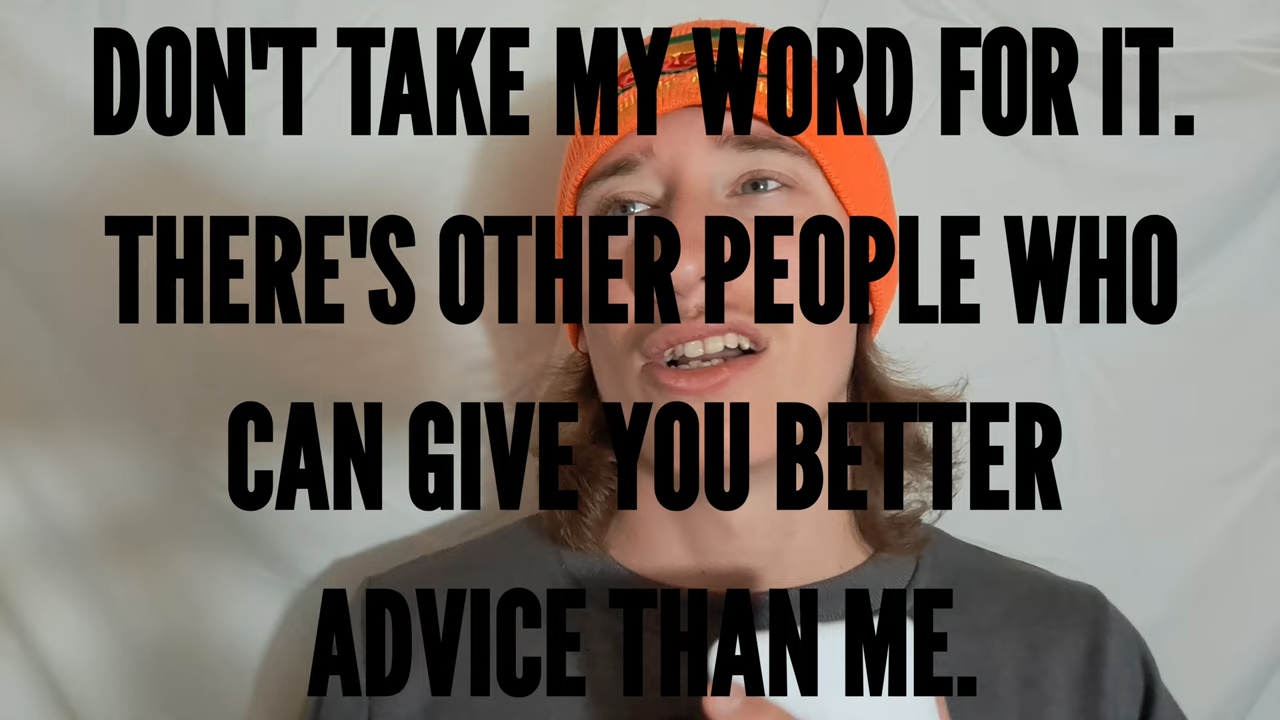 DON'T TAKE MY WORD FOR IT.
THERE'S OTHER PEOPLE WHO
CAN GIVE YOU BETTER
ADVICE THAN ME.